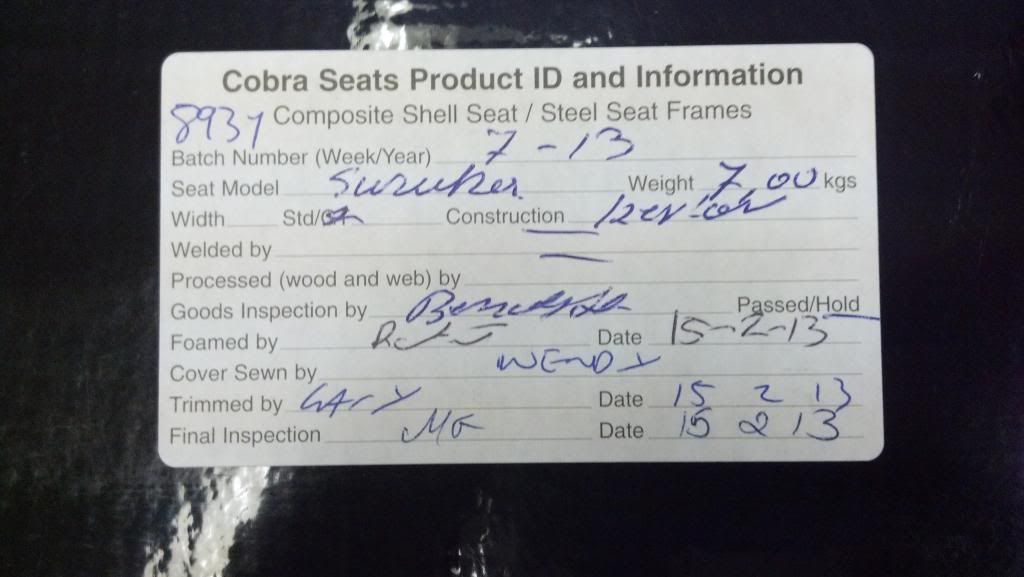 Cobra Seats Product ID and Information
Composite Shell Seat / Steel Seat Frames
Batch Number (Week/Year) 7 - 13
Seat Model Weight 7,00 kgs
Width Std/ Construction
Welded by
Processed (wood and web) by
Goods Inspection by Passed/Hold
Foamed by Date 15-2-13
Cover Sewn by WENDY
Trimmed by GARY Date 15 2 13
Final Inspection MG Date 15 2 13